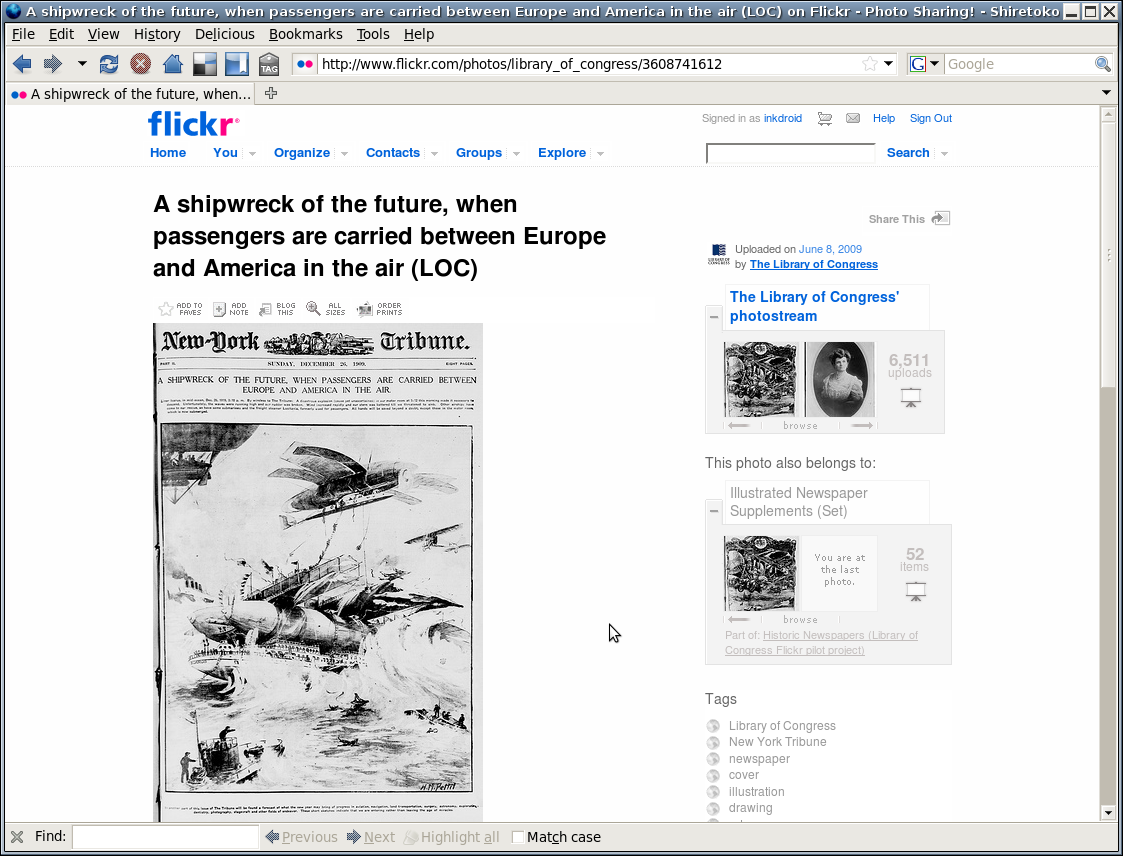 A shipwreck of the future, when passengers are carried between Europe and America in the air (LOC) on Flickr - Photo Sharing! - Shiretoko
File Edit View History Delicious Bookmarks Tools Help
TAG
http://www.flickr.com/photos/library_of_congress/3608741612
G
Google
A shipwreck of the future, when...
flickr
Signed in as inkdroid Help Sign Out
Home You Organize Contacts Groups Explore Search
A shipwreck of the future, when
passengers are carried between Europe
and America in the air (LOC)
Share This
Uploaded on June 8, 2009
by The Library of Congress
ADD TO FAVES
ADD NOTE
BLOG THIS
ALL SIZES
ORDER PRINTS
New-York Tribune.
PART II. SUNDAY, DECEMBER 26, 1909. EIGHT PAGES.
A SHIPWRECK OF THE FUTURE, WHEN PASSENGERS ARE CARRIED BETWEEN
EUROPE AND AMERICA IN THE AIR.
The Library of Congress'
photostream
6,511
uploads
browse
This photo also belongs to:
Illustrated Newspaper
Supplements (Set)
You are at
the last
photo.
52
items
browse
Part of: Historic Newspapers (Library of
Congress Flickr pilot project)
Tags
Library of Congress
New York Tribune
newspaper
cover
illustration
drawing
Find: Previous Next Highlight all Match case